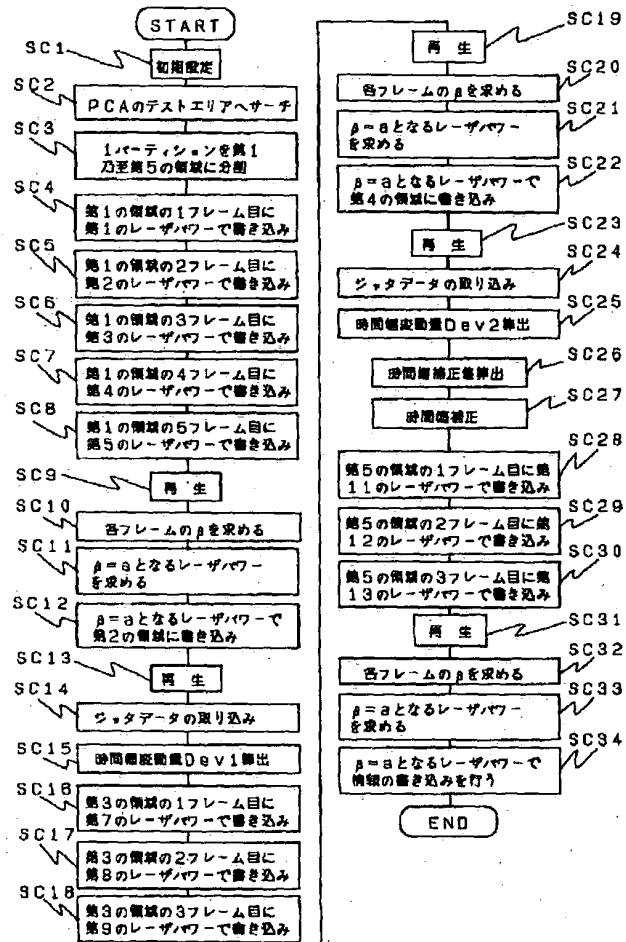 START
SC1
初期設定
SC2
PCAのテストエリアへサーチ
SC3
1パーティションを第1
乃至第5の領域に分割
SC4
第1の領域の1フレーム目に
第1のレーザパワーで書き込み
SC5
第1の領域の2フレーム目に
第2のレーザパワーで書き込み
SC6
第1の領域の3フレーム目に
第3のレーザパワーで書き込み
SC7
第1の領域の4フレーム目に
第4のレーザパワーで書き込み
SC8
第1の領域の5フレーム目に
第5のレーザパワーで書き込み
SC9
再生
SC10
各フレームのβを求める
SC11
β=aとなるレーザパワー
を求める
SC12
β=aとなるレーザパワーで
第2の領域に書き込み
SC13
再生
SC14
ジッタデータの取り込み
SC15
時間幅変動量Dev1算出
SC16
第3の領域の1フレーム目に
第7のレーザパワーで書き込み
SC17
第3の領域の2フレーム目に
第8のレーザパワーで書き込み
SC18
第3の領域の3フレーム目に
第9のレーザパワーで書き込み
SC19
再生
SC20
各フレームのβを求める
SC21
β=aとなるレーザパワー
を求める
SC22
β=aとなるレーザパワーで
第4の領域に書き込み
SC23
再生
SC24
ジッタデータの取り込み
SC25
時間幅変動量Dev2算出
SC26
時間幅補正値算出
SC27
時間幅補正
SC28
第5の領域の1フレーム目に第
11のレーザパワーで書き込み
SC29
第5の領域の2フレーム目に第
12のレーザパワーで書き込み
SC30
第5の領域の3フレーム目に第
13のレーザパワーで書き込み
SC31
再生
SC32
各フレームのβを求める
SC33
β=aとなるレーザパワー
を求める
SC34
β=aとなるレーザパワーで
情報の書き込みを行う
END